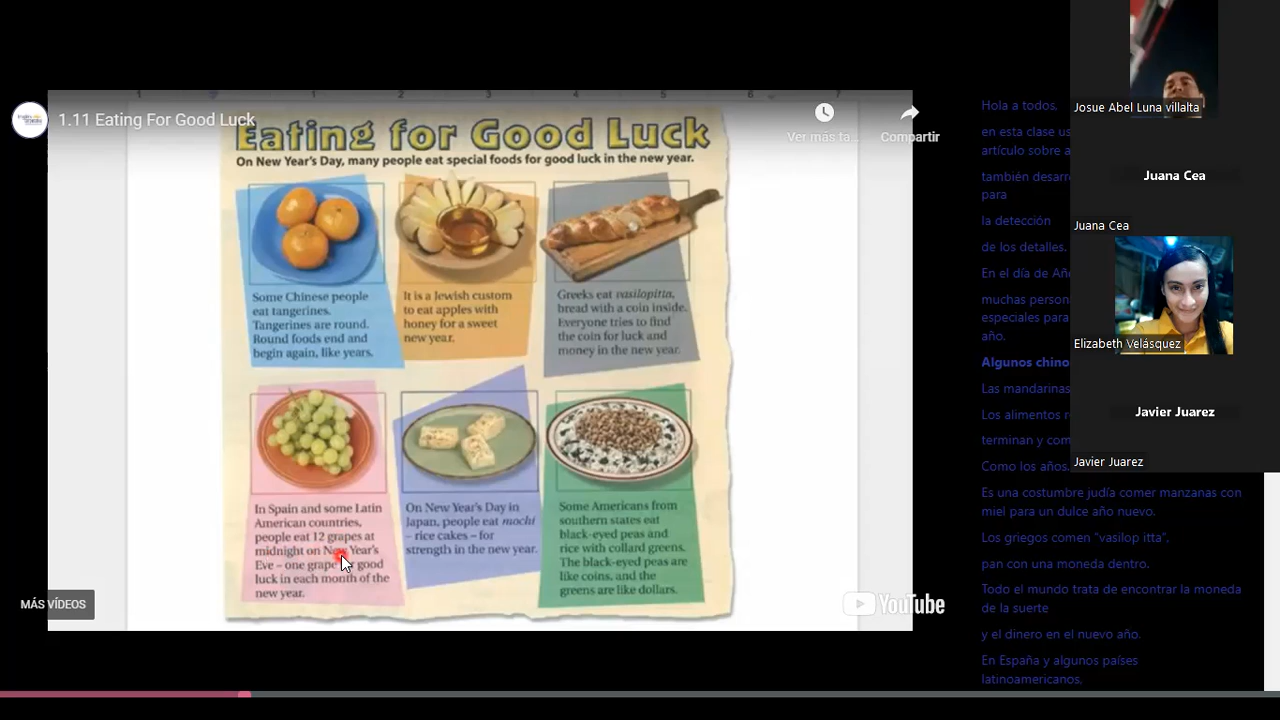 1.11 Eating For Good Luck
Ver más ta...
Compartir
Eating for Good Luck
On New Year's Day, many people eat special foods for good luck in the new year.
Some Chinese people
eat tangerines.
Tangerines are round.
Round foods end and
begin again, like years.
It is a Jewish custom
to eat apples with
honey for a sweet
new year.
Greeks eat vasilopitta,
bread with a coin inside.
Everyone tries to find
the coin for luck and
money in the new year.
In Spain and some Latin
American countries,
people eat 12 grapes at
midnight on New Year's
Eve – one grape good
luck in each month of the
new year.
On New Year's Day in
Japan, people eat mochi
– rice cakes – for
strength in the new year.
Some Americans from
southern states eat
black-eyed peas and
rice with collard greens.
The black-eyed peas are
like coins, and the
greens are like dollars.
MÁS VÍDEOS
YouTube
Hola a todos,
en esta clase
artículo sobre
también
para
la detección
de los detalles.
En el día de
muchas
especiales para
año.
Algunos
Las mandarinas
Los alimentos
terminan y
Como los años.
Es una costumbre judía comer manzanas con
miel para un dulce año nuevo.
Los griegos comen "vasilop itta",
pan con una moneda dentro.
Todo el mundo trata de encontrar la moneda
de la suerte
y el dinero en el nuevo año.
En España y algunos países
latinoamericanos,
Josue Abel Luna villalta
Juana Cea
Juana Cea
Elizabeth Velásquez
Javier Juarez
Javier Juarez